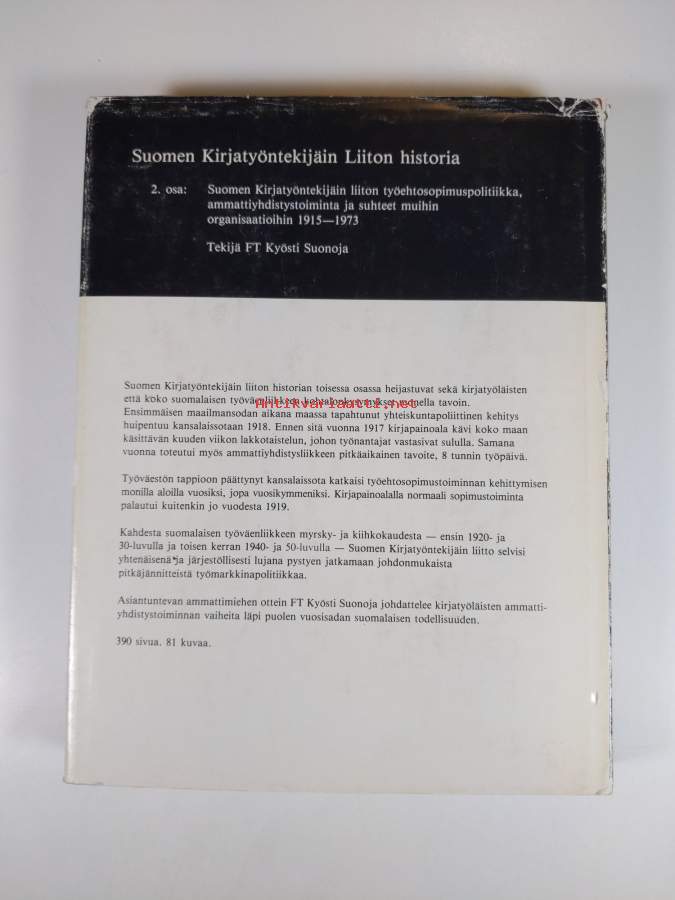 Suomen Kirjatyöntekijäin Liiton historia
2. osa: Suomen Kirjatyöntekijäin liiton työehtosopimuspolitiikka,
ammattiyhdistystoiminta ja suhteet muihin
organisaatioihin 1915—1973
Tekijä FT Kyösti Suonoja
Suomen Kirjatyöntekijäin liiton historian toisessa osassa heijastuvat sekä kirjatyöläisten
että koko suomalaisen työväenliikkeen kohtalonkysymykset monella tavoin.
Antikvariaatti.net
Ensimmäisen maailmansodan aikana maassa tapahtunut yhteiskuntapoliittinen kehitys
huipentuu kansalaissotaan 1918. Ennen sitä vuonna 1917 kirjapainoala kävi koko maan
käsittävän kuuden viikon lakkotaistelun, johon työnantajat vastasivat sululla. Samana
vuonna toteutui myös ammattiyhdistysliikkeen pitkäaikainen tavoite, 8 tunnin työpäivä.
Työväestön tappioon päättynyt kansalaissota katkaisi työehtosopimustoiminnan kehittymisen
monilla aloilla vuosiksi, jopa vuosikymmeniksi. Kirjapainoalalla normaali sopimustoiminta
palautui kuitenkin jo vuodesta 1919.
Kahdesta suomalaisen työväenliikkeen myrsky- ja kiihkokaudesta — ensin 1920- ja
30-luvulla ja toisen kerran 1940- ja 50-luvulla — Suomen Kirjatyöntekijäin liitto selvisi
yhtenäisenä ja järjestöllisesti lujana pystyen jatkamaan johdonmukaista
pitkäjännitteistä työmarkkinapolitiikkaa.
Asiantuntevan ammattimiehen ottein FT Kyösti Suonoja johdattelee kirjatyöläisten ammatti-
yhdistystoiminnan vaiheita läpi puolen vuosisadan suomalaisen todellisuuden.
390 sivua. 81 kuvaa.